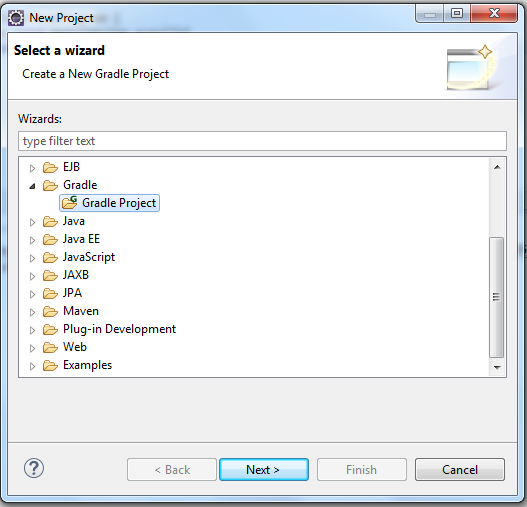 New Project
Select a wizard
Create a New Gradle Project
Wizards:
type filter text
EJB
Gradle
Gradle Project
Java
Java EE
JavaScript
JAXB
JPA
Maven
Plug-in Development
Web
Examples
? < Back Next > Finish Cancel